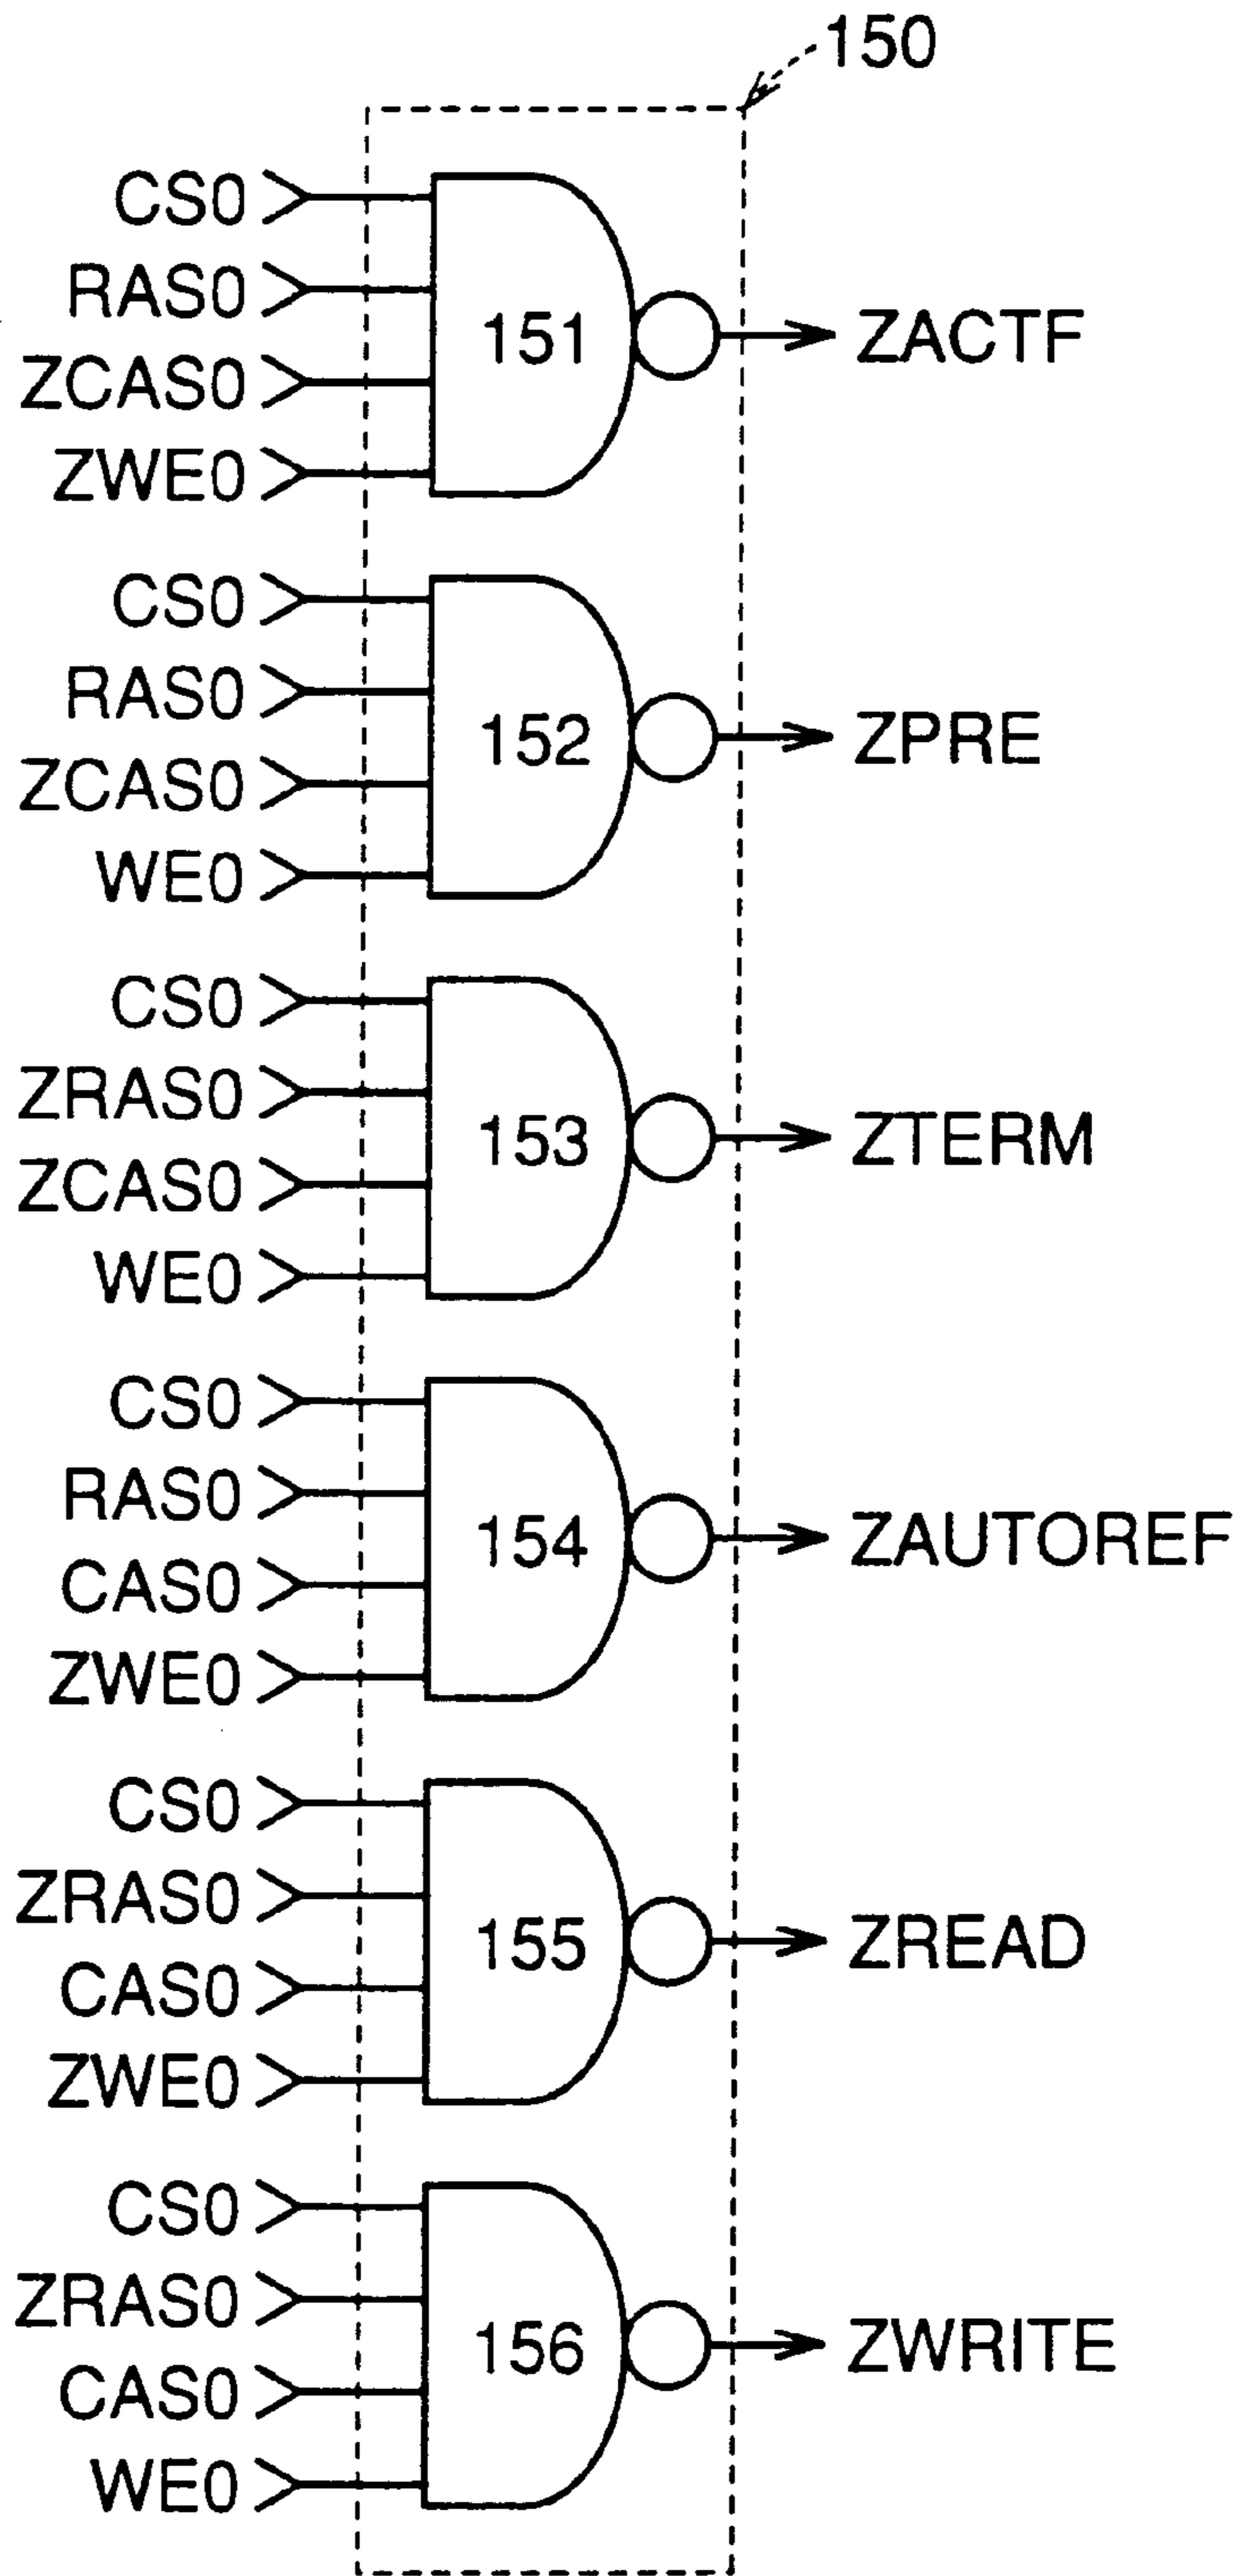 150
CS0
RAS0
ZCAS0
ZWE0
151
ZACTF
CS0
RAS0
ZCAS0
WE0
152
ZPRE
CS0
ZRAS0
ZCAS0
WE0
153
ZTERM
CS0
RAS0
CAS0
ZWE0
154
ZAUTOREF
CS0
ZRAS0
CAS0
ZWE0
155
ZREAD
CS0
ZRAS0
CAS0
WE0
156
ZWRITE